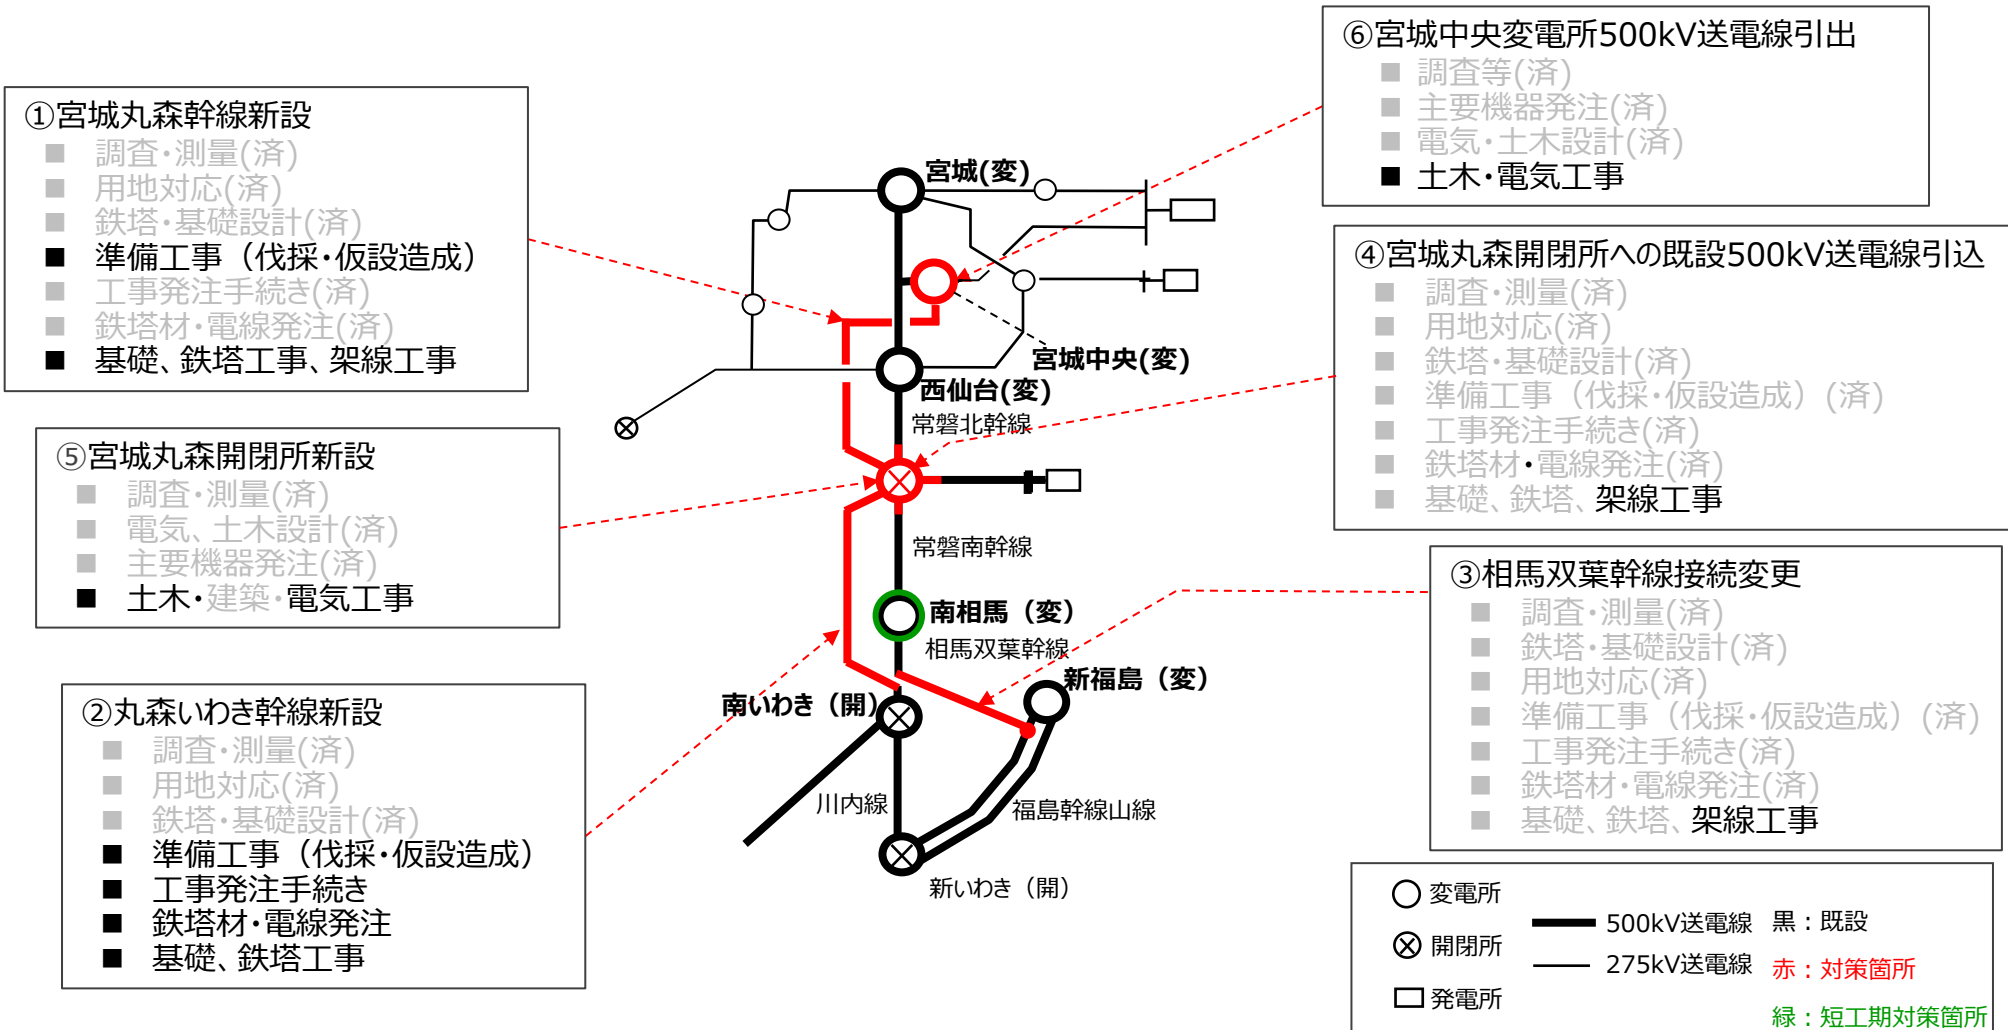 ①宮城丸森幹線新設
■ 調査・測量(済)
■ 用地対応(済)
■ 鉄塔・基礎設計(済)
■ 準備工事（伐採・仮設造成）
■ 工事発注手続き(済)
■ 鉄塔材・電線発注(済)
■ 基礎、鉄塔工事、架線工事
⑤宮城丸森開閉所新設
■ 調査・測量(済)
■ 電気、土木設計(済)
■ 主要機器発注(済)
■ 土木・建築・電気工事
②丸森いわき幹線新設
■ 調査・測量(済)
■ 用地対応(済)
■ 鉄塔・基礎設計(済)
■ 準備工事（伐採・仮設造成）
■ 工事発注手続き
■ 鉄塔材・電線発注
■ 基礎、鉄塔工事
宮城(変)
宮城中央(変)
西仙台(変)
常磐北幹線
常磐南幹線
南相馬（変）
相馬双葉幹線
新福島（変）
南いわき（開）
川内線
福島幹線山線
新いわき（開）
⑥宮城中央変電所500kV送電線引出
■ 調査等(済)
■ 主要機器発注(済)
■ 電気・土木設計(済)
■ 土木・電気工事
④宮城丸森開閉所への既設500kV送電線引込
■ 調査・測量(済)
■ 用地対応(済)
■ 鉄塔・基礎設計(済)
■ 準備工事（伐採・仮設造成）(済)
■ 工事発注手続き(済)
■ 鉄塔材・電線発注(済)
■ 基礎、鉄塔、架線工事
③相馬双葉幹線接続変更
■ 調査・測量(済)
■ 鉄塔・基礎設計(済)
■ 用地対応(済)
■ 準備工事（伐採・仮設造成）(済)
■ 工事発注手続き(済)
■ 鉄塔材・電線発注(済)
■ 基礎、鉄塔、架線工事
変電所
開閉所
発電所
500kV送電線
275kV送電線
黒：既設
赤：対策箇所
緑：短工期対策箇所